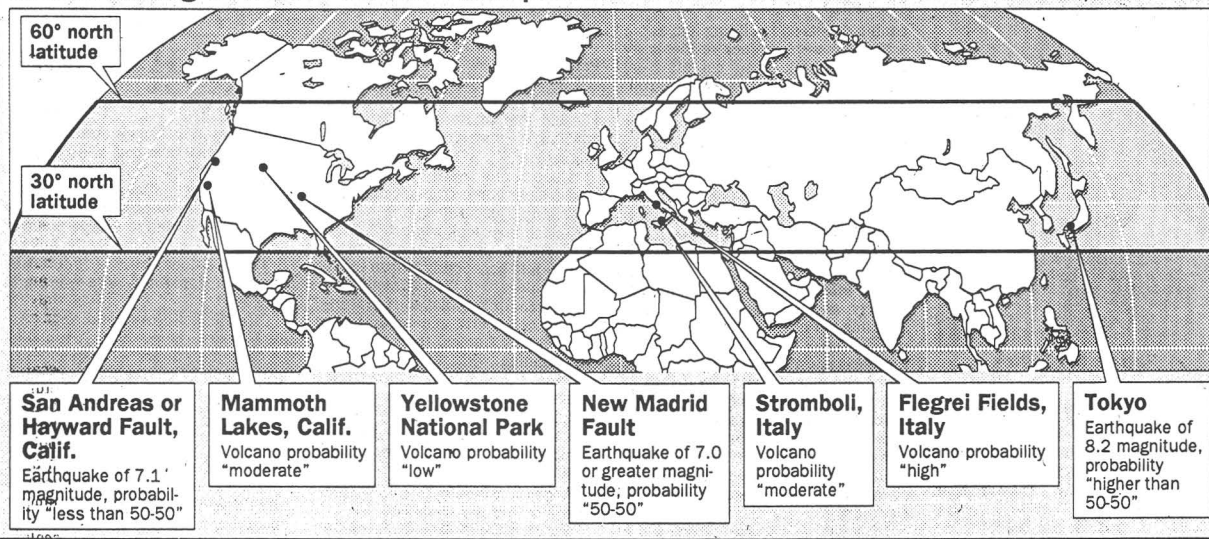 60° north
latitude
30° north
latitude
San Andreas or
Hayward Fault,
Calif.
Earthquake of 7.1
magnitude, probabil-
ity "less than 50-50"
Mammoth
Lakes, Calif.
Volcano probability
"moderate"
Yellowstone
National Park
Volcano probability
"low"
New Madrid
Fault
Earthquake of 7.0
or greater magni-
tude, probability
"50-50"
Stromboli,
Italy
Volcano
probability
"moderate"
Flegrei Fields,
Italy
Volcano probability
"high"
Tokyo
Earthquake of
8.2 magnitude,
probability
"higher than
50-50"